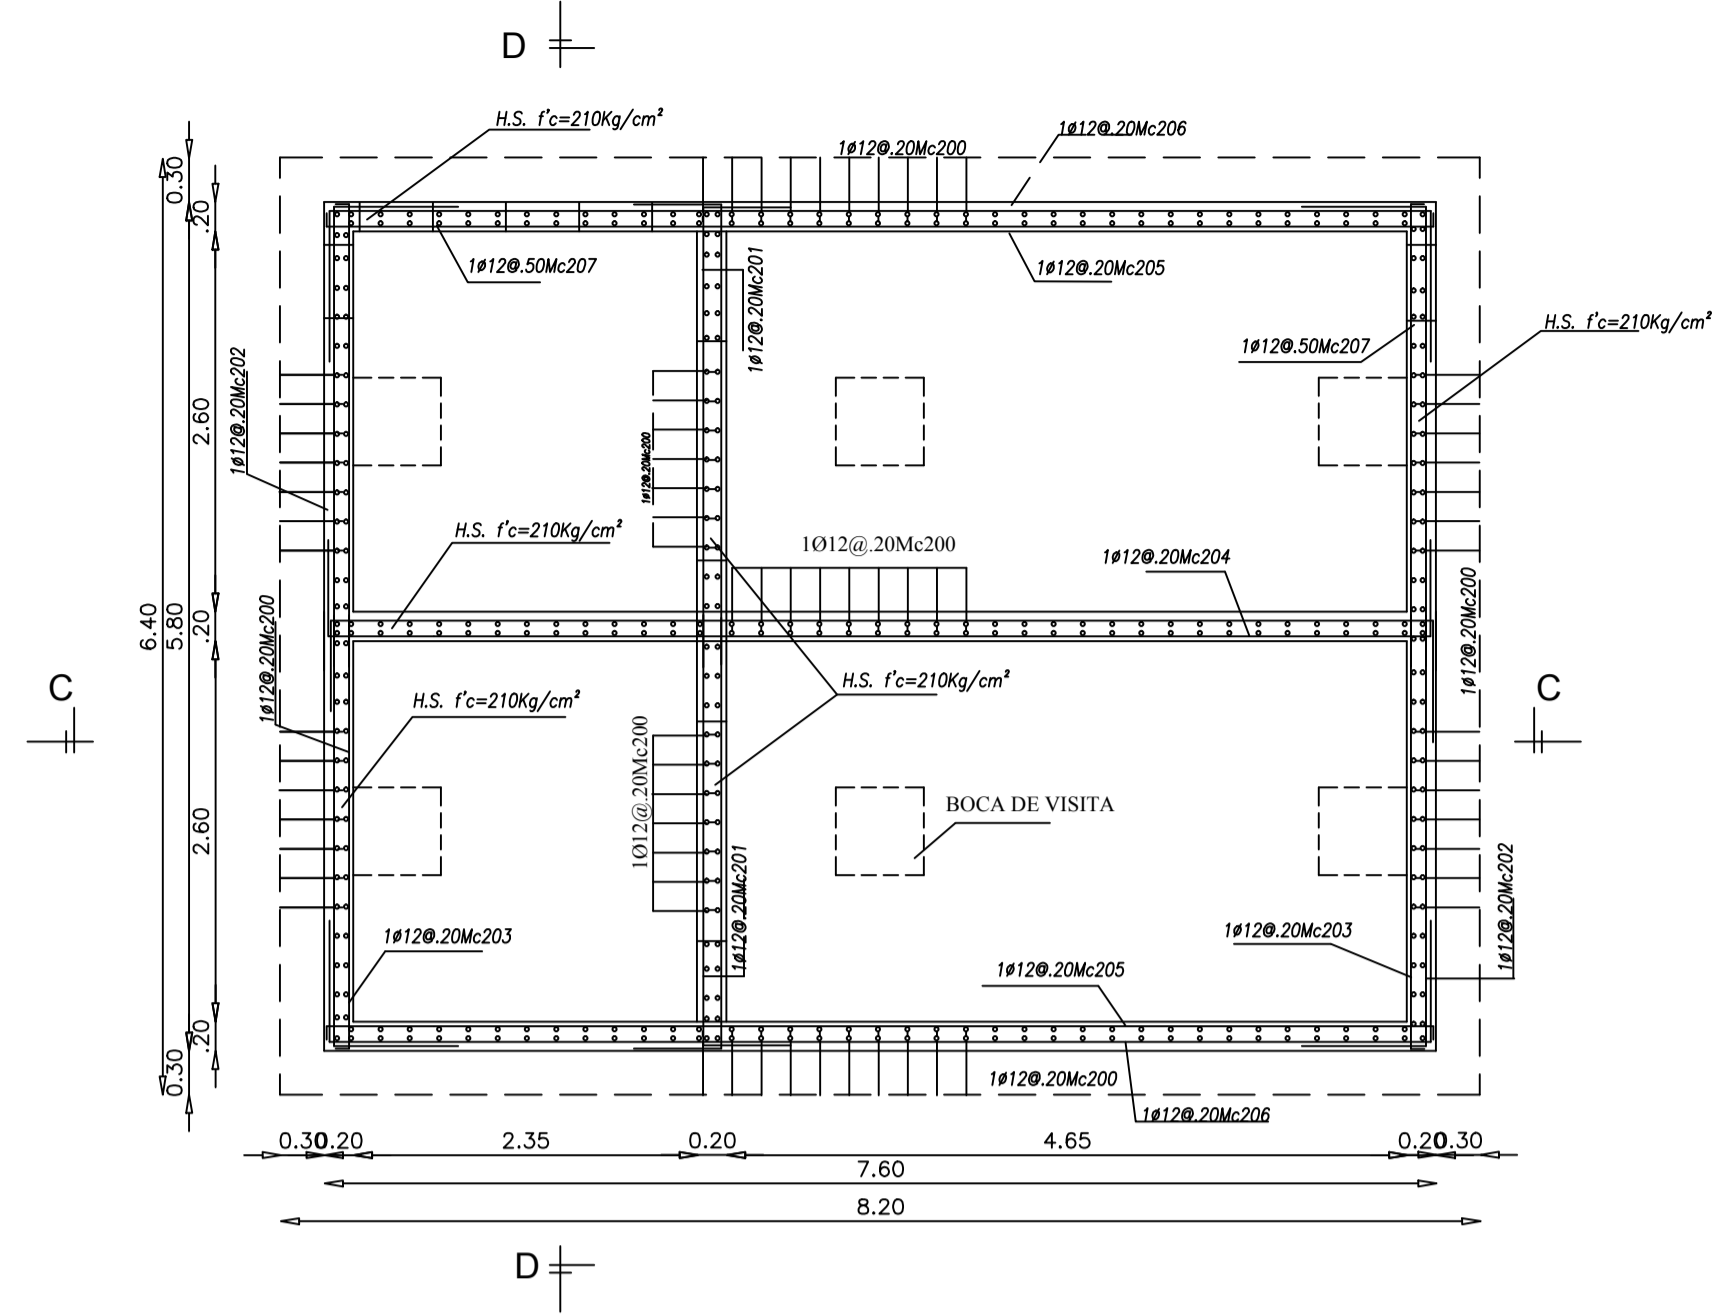 D
H.S. f'c=210Kg/cm²
1ø12@.20Mc206
1ø12@.20Mc200
0.30
.20
1ø12@.50Mc207
1ø12@.20Mc201
1ø12@.20Mc205
H.S. f'c=210Kg/cm²
1ø12@.50Mc207
1ø12@.20Mc202
2.60
1ø12@.20Mc200
H.S. f'c=210Kg/cm²
1Ø12@.20Mc200
1ø12@.20Mc204
6.40
5.80
.20
1ø12@.20Mc200
1ø12@.20Mc200
C
H.S. f'c=210Kg/cm²
H.S. f'c=210Kg/cm²
C
1Ø12@.20Mc200
BOCA DE VISITA
2.60
1ø12@.20Mc201
1ø12@.20Mc202
1ø12@.20Mc203
1ø12@.20Mc203
1ø12@.20Mc205
.20
0.30
1ø12@.20Mc200
1ø12@.20Mc206
0.30 0.20 2.35 0.20 4.65 0.20 0.30
7.60
8.20
D